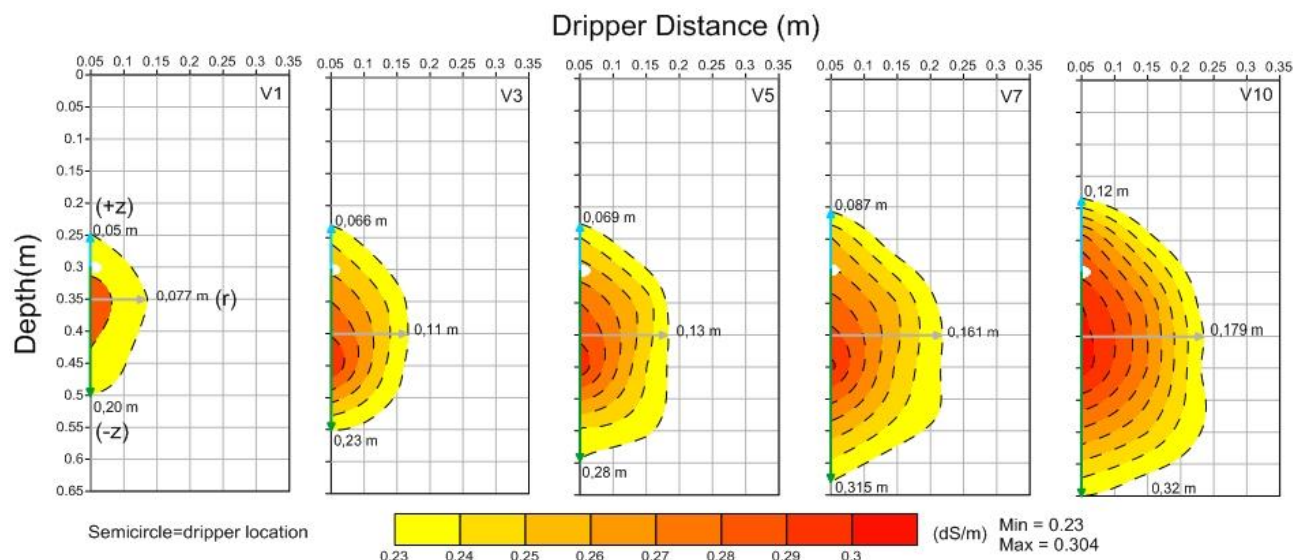 Dripper Distance (m)
0.05 0.1 0.15 0.2 0.25 0.3 0.35
0.05 0.1 0.15 0.2 0.25 0.3 0.35
0.05 0.1 0.15 0.2 0.25 0.3 0.35
0.05 0.1 0.15 0.2 0.25 0.3 0.35
0.05 0.1 0.15 0.2 0.25 0.3 0.35
V1
V3
V5
V7
V10
Depth(m)
0
0.05
0.1
0.15
0.2
0.25
0.3
0.35
0.4
0.45
0.5
0.55
0.6
0.65
(+z)
0,05 m
0,077 m (r)
0,20 m
(-z)
0,066 m
0,11 m
0,23 m
0,069 m
0,13 m
0,28 m
0,087 m
0,161 m
0,315 m
0,12 m
0,179 m
0,32 m
Semicircle=dripper location
0.23 0.24 0.25 0.26 0.27 0.28 0.29 0.3
(dS/m)
Min = 0.23
Max = 0.304